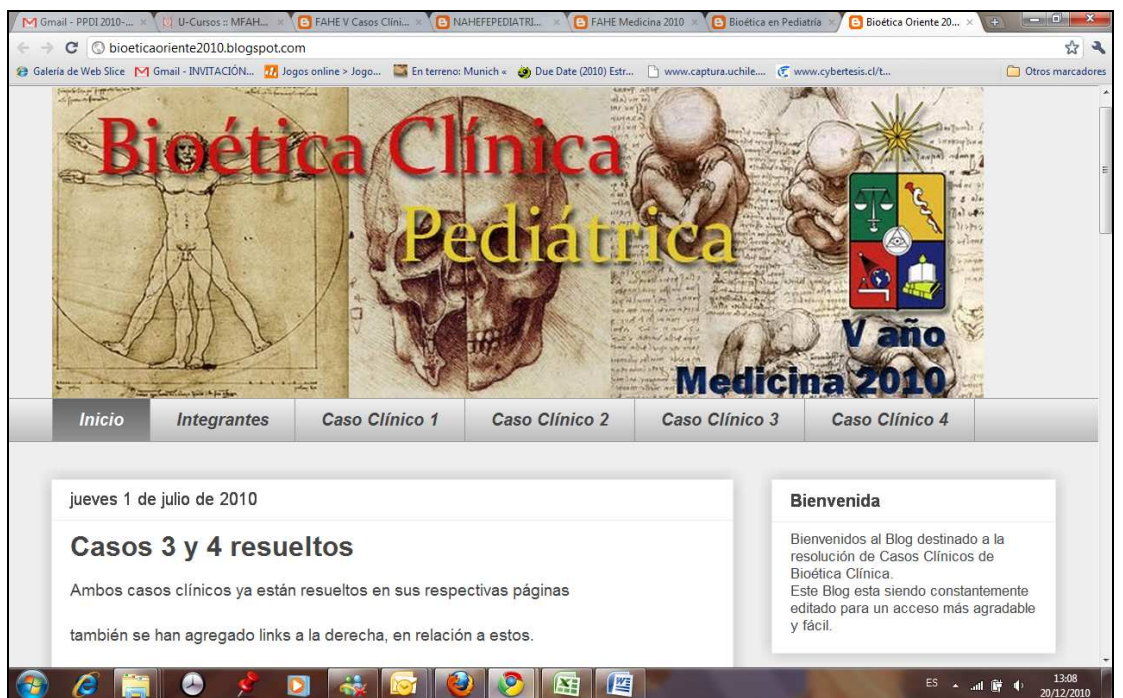 Gmail - PPDI 2010-...
U-Cursos :: MFAH...
FAHE V Casos Clíni...
NAHEFEPEDIATRI...
FAHE Medicina 2010
Bioética en Pediatría
Bioética Oriente 20...
bioeticaoriente2010.blogspot.com
Galería de Web Slice
Gmail - INVITACIÓN...
Jogos online > Jogo...
En terreno: Munich «
Due Date (2010) Estr...
www.captura.uchile....
www.cybertesis.cl/t...
Otros marcadores
Bioética Clínica
Pediátrica
V año
Medicina 2010
Inicio
Integrantes
Caso Clínico 1
Caso Clínico 2
Caso Clínico 3
Caso Clínico 4
jueves 1 de julio de 2010
Casos 3 y 4 resueltos
Ambos casos clínicos ya están resueltos en sus respectivas páginas
también se han agregado links a la derecha, en relación a estos.
Bienvenida
Bienvenidos al Blog destinado a la
resolución de Casos Clínicos de
Bioética Clínica.
Este Blog esta siendo constantemente
editado para un acceso más agradable
y fácil.
ES
13:08
20/12/2010